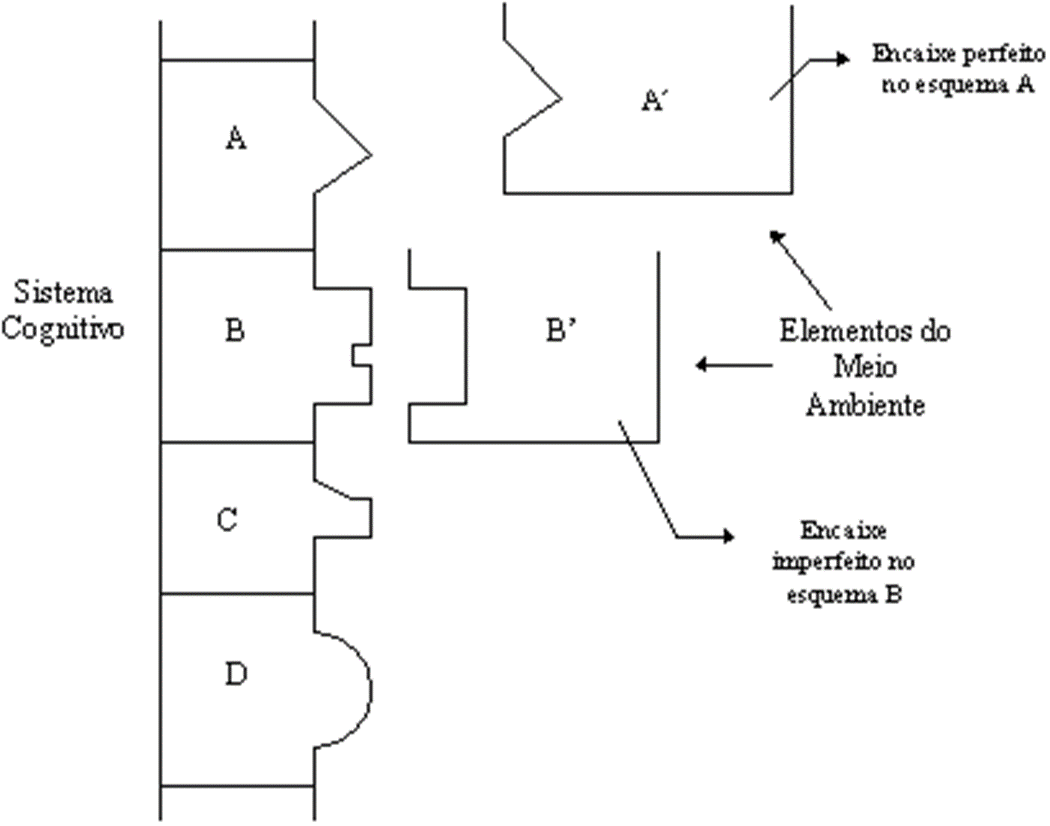 Encaixe perfeito
no esquema A
A´
A
Sistema
Cognitivo
B
B’
Elementos do
Meio
Ambiente
C
Encaixe
imperfeito no
esquema B
D